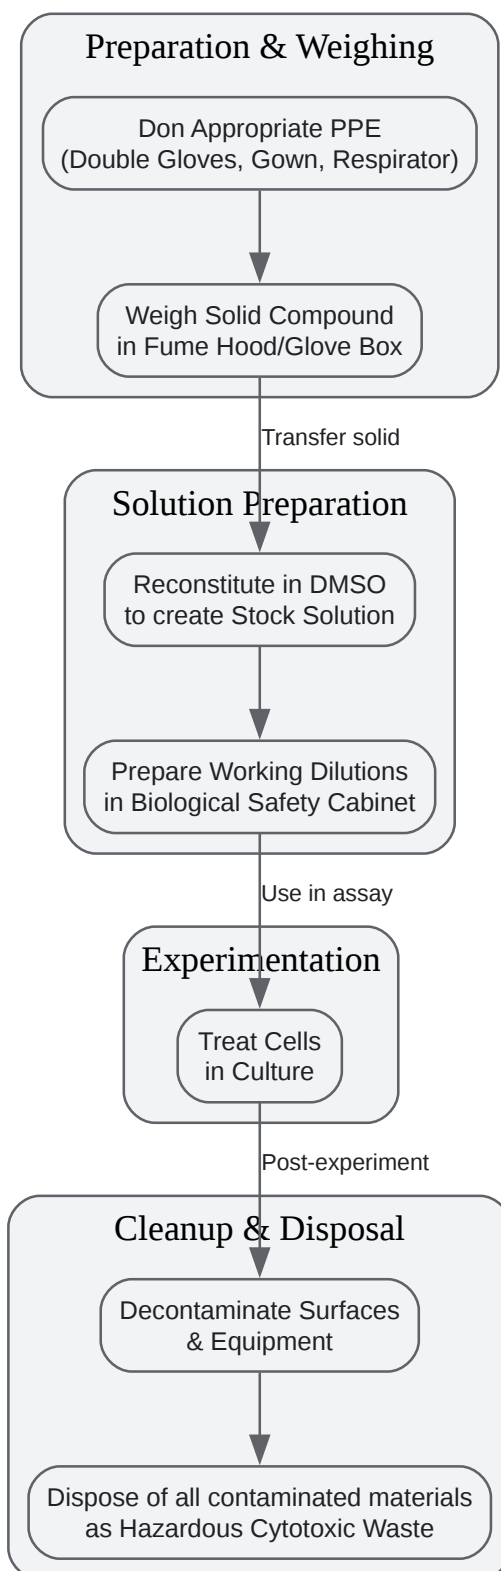 Preparation & Weighing
Don Appropriate PPE
(Double Gloves, Gown, Respirator)
Weigh Solid Compound
in Fume Hood/Glove Box
Transfer solid
Solution Preparation
Reconstitute in DMSO
to create Stock Solution
Prepare Working Dilutions
in Biological Safety Cabinet
Use in assay
Experimentation
Treat Cells
in Culture
Post-experiment
Cleanup & Disposal
Decontaminate Surfaces
& Equipment
Dispose of all contaminated materials
as Hazardous Cytotoxic Waste